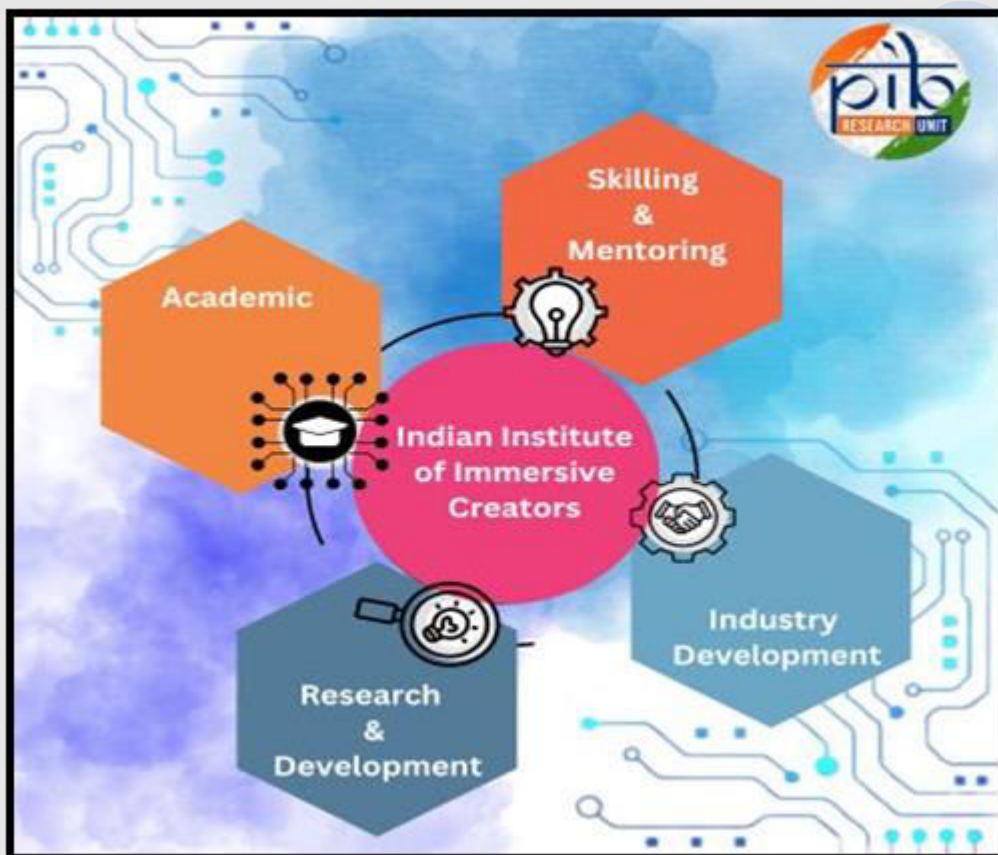 pib
RESEARCH UNIT
Skilling
&
Mentoring
Academic
Indian Institute
of Immersive
Creators
Industry
Development
Research
&
Development